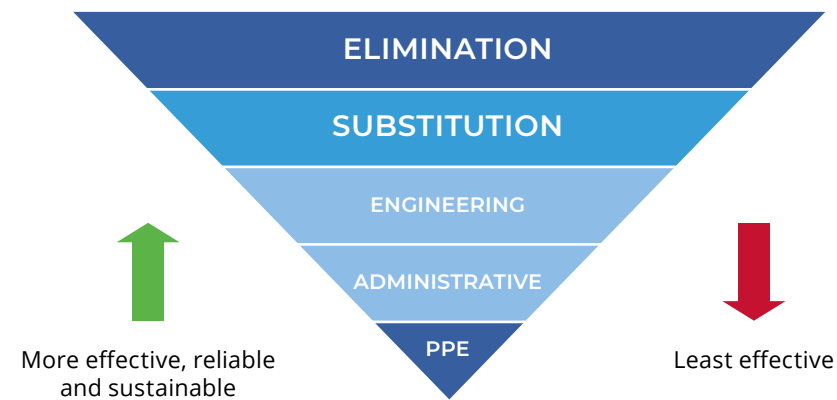 ELIMINATION
SUBSTITUTION
ENGINEERING
ADMINISTRATIVE
PPE
More effective, reliable
and sustainable
Least effective